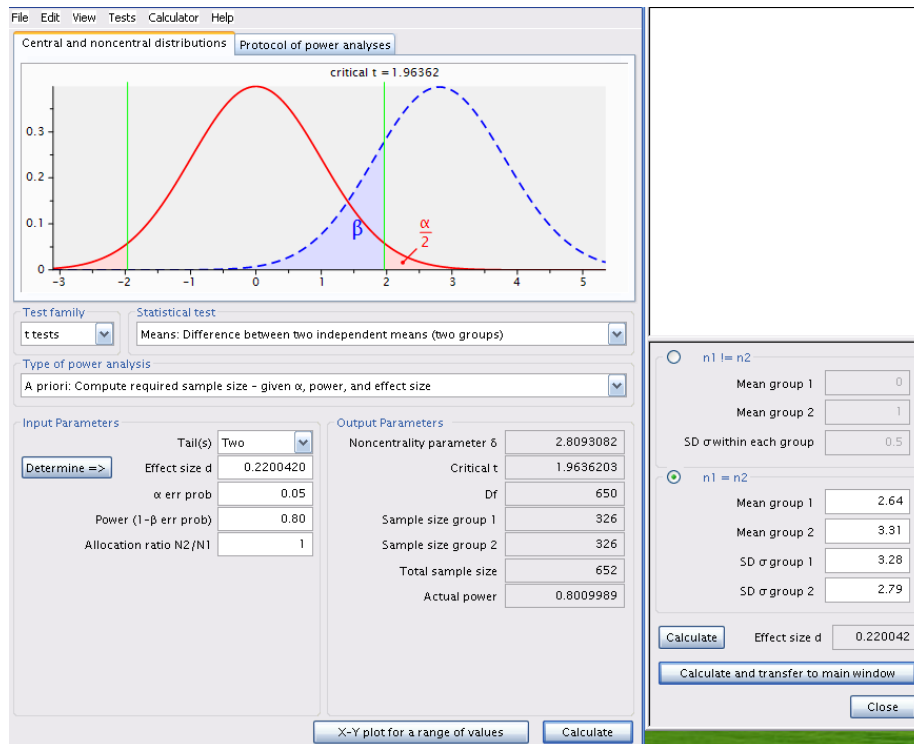 File Edit View Tests Calculator Help
Central and noncentral distributions Protocol of power analyses
critical t = 1.96362
0.3
0.2
0.1
0
β
α
2
-3 -2 -1 0 1 2 3 4 5
Test family
t tests
Statistical test
Means: Difference between two independent means (two groups)
Type of power analysis
A priori: Compute required sample size - given α, power, and effect size
Input Parameters
Tail(s) Two
Determine => Effect size d 0.2200420
α err prob 0.05
Power (1-β err prob) 0.80
Allocation ratio N2/N1 1
Output Parameters
Noncentrality parameter δ 2.8093082
Critical t 1.9636203
Df 650
Sample size group 1 326
Sample size group 2 326
Total sample size 652
Actual power 0.8009989
X-Y plot for a range of values Calculate
n1 != n2
Mean group 1 0
Mean group 2 1
SD σ within each group 0.5
n1 = n2
Mean group 1 2.64
Mean group 2 3.31
SD σ group 1 3.28
SD σ group 2 2.79
Calculate Effect size d 0.220042
Calculate and transfer to main window
Close